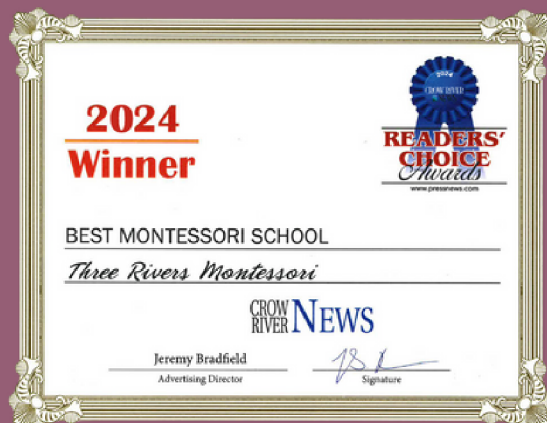 2024
Winner
2024
CROW RIVER
READERS'
CHOICE
Awards
www.pressnews.com
BEST MONTESSORI SCHOOL
Three Rivers Montessori
CROW
RIVER NEWS
Jeremy Bradfield
Advertising Director
Signature